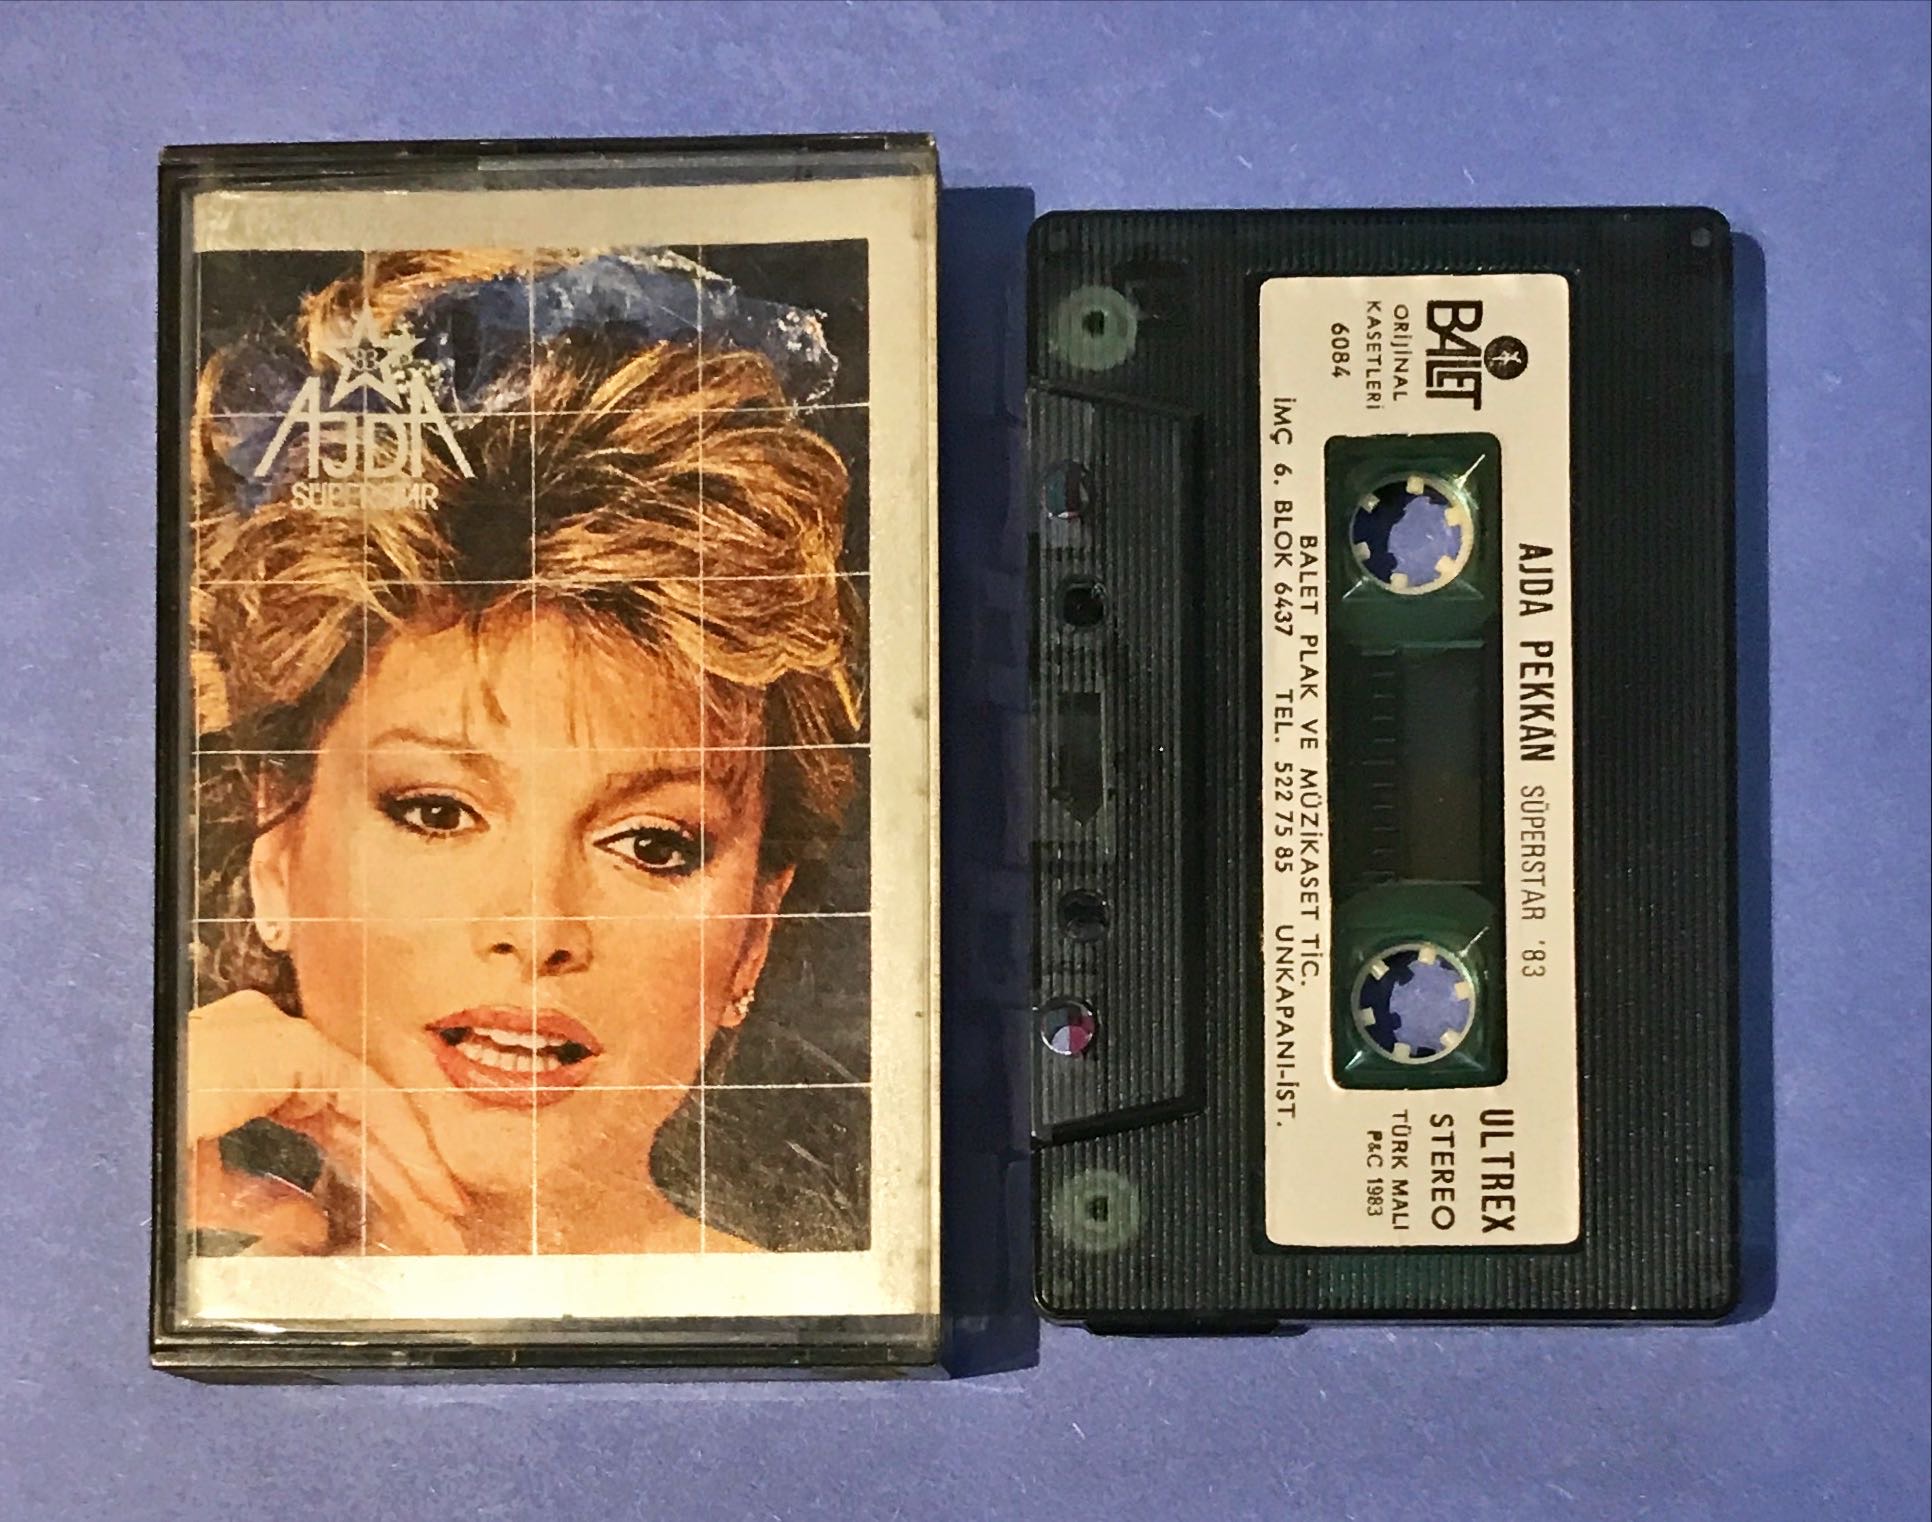 83
AJDA
SÜPERSTAR
BALET
ORİJİNAL
KASETLERİ
6084
AJDA PEKKAN SÜPERSTAR '83
BALET PLAK VE MÜZİKASET TİC.
İMÇ 6. BLOK 6437 TEL. 522 75 85 UNKAPANI-İST.
ULTREX
STEREO
TÜRK MALI
P&C 1983